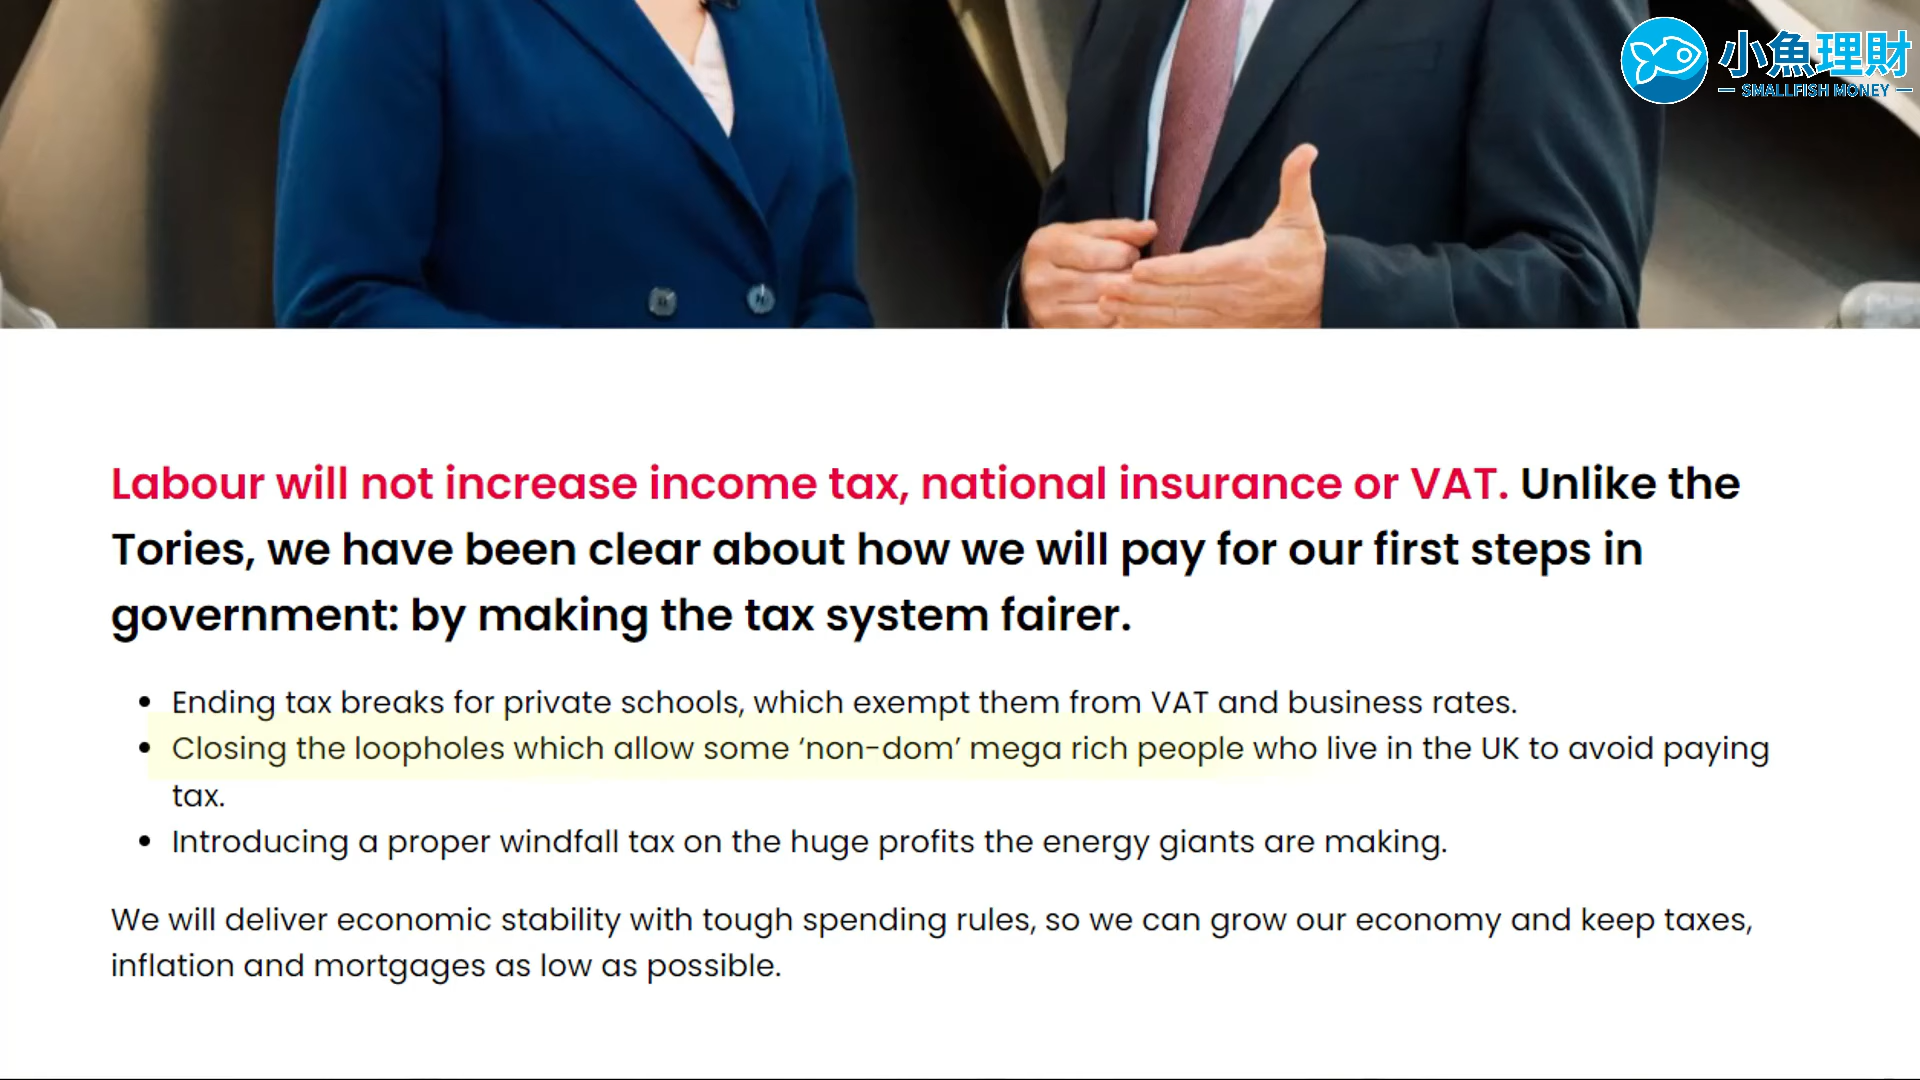 小魚理財
SMALLFISH MONEY
Labour will not increase income tax, national insurance or VAT. Unlike the
Tories, we have been clear about how we will pay for our first steps in
government: by making the tax system fairer.
• Ending tax breaks for private schools, which exempt them from VAT and business rates.
• Closing the loopholes which allow some ‘non-dom’ mega rich people who live in the UK to avoid paying
tax.
• Introducing a proper windfall tax on the huge profits the energy giants are making.
We will deliver economic stability with tough spending rules, so we can grow our economy and keep taxes,
inflation and mortgages as low as possible.